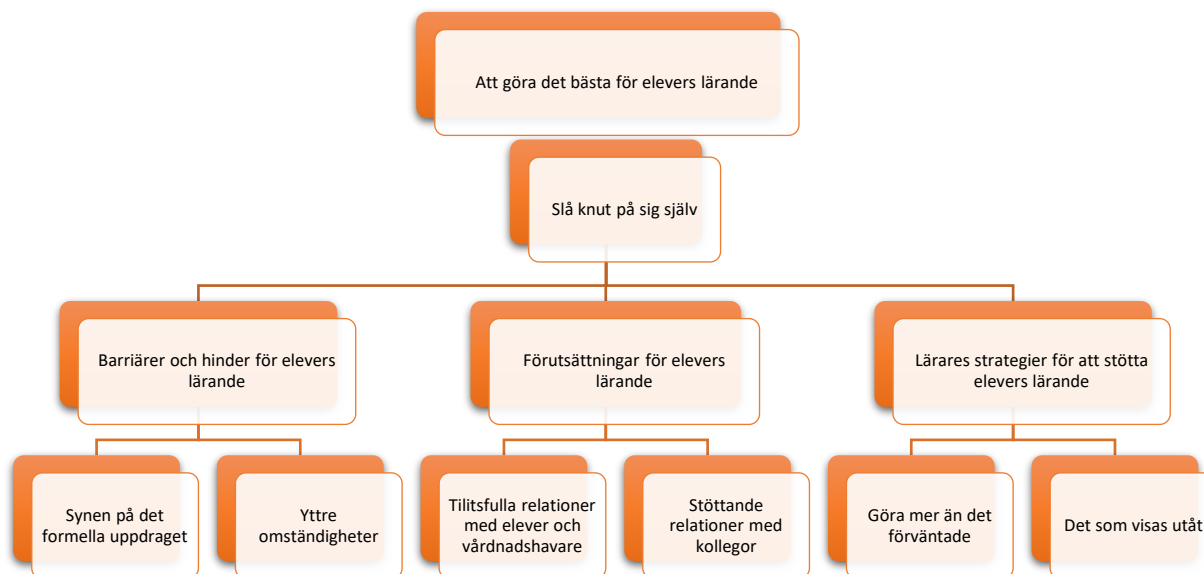 Att göra det bästa för elevers lärande
Slå knut på sig själv
Barriärer och hinder för elevers
lärande
Förutsättningar för elevers
lärande
Lärares strategier för att stötta
elevers lärande
Synen på det
formella uppdraget
Yttre
omständigheter
Tilitsfulla relationer
med elever och
vårdnadshavare
Stöttande
relationer med
kollegor
Göra mer än det
förväntade
Det som visas utåt